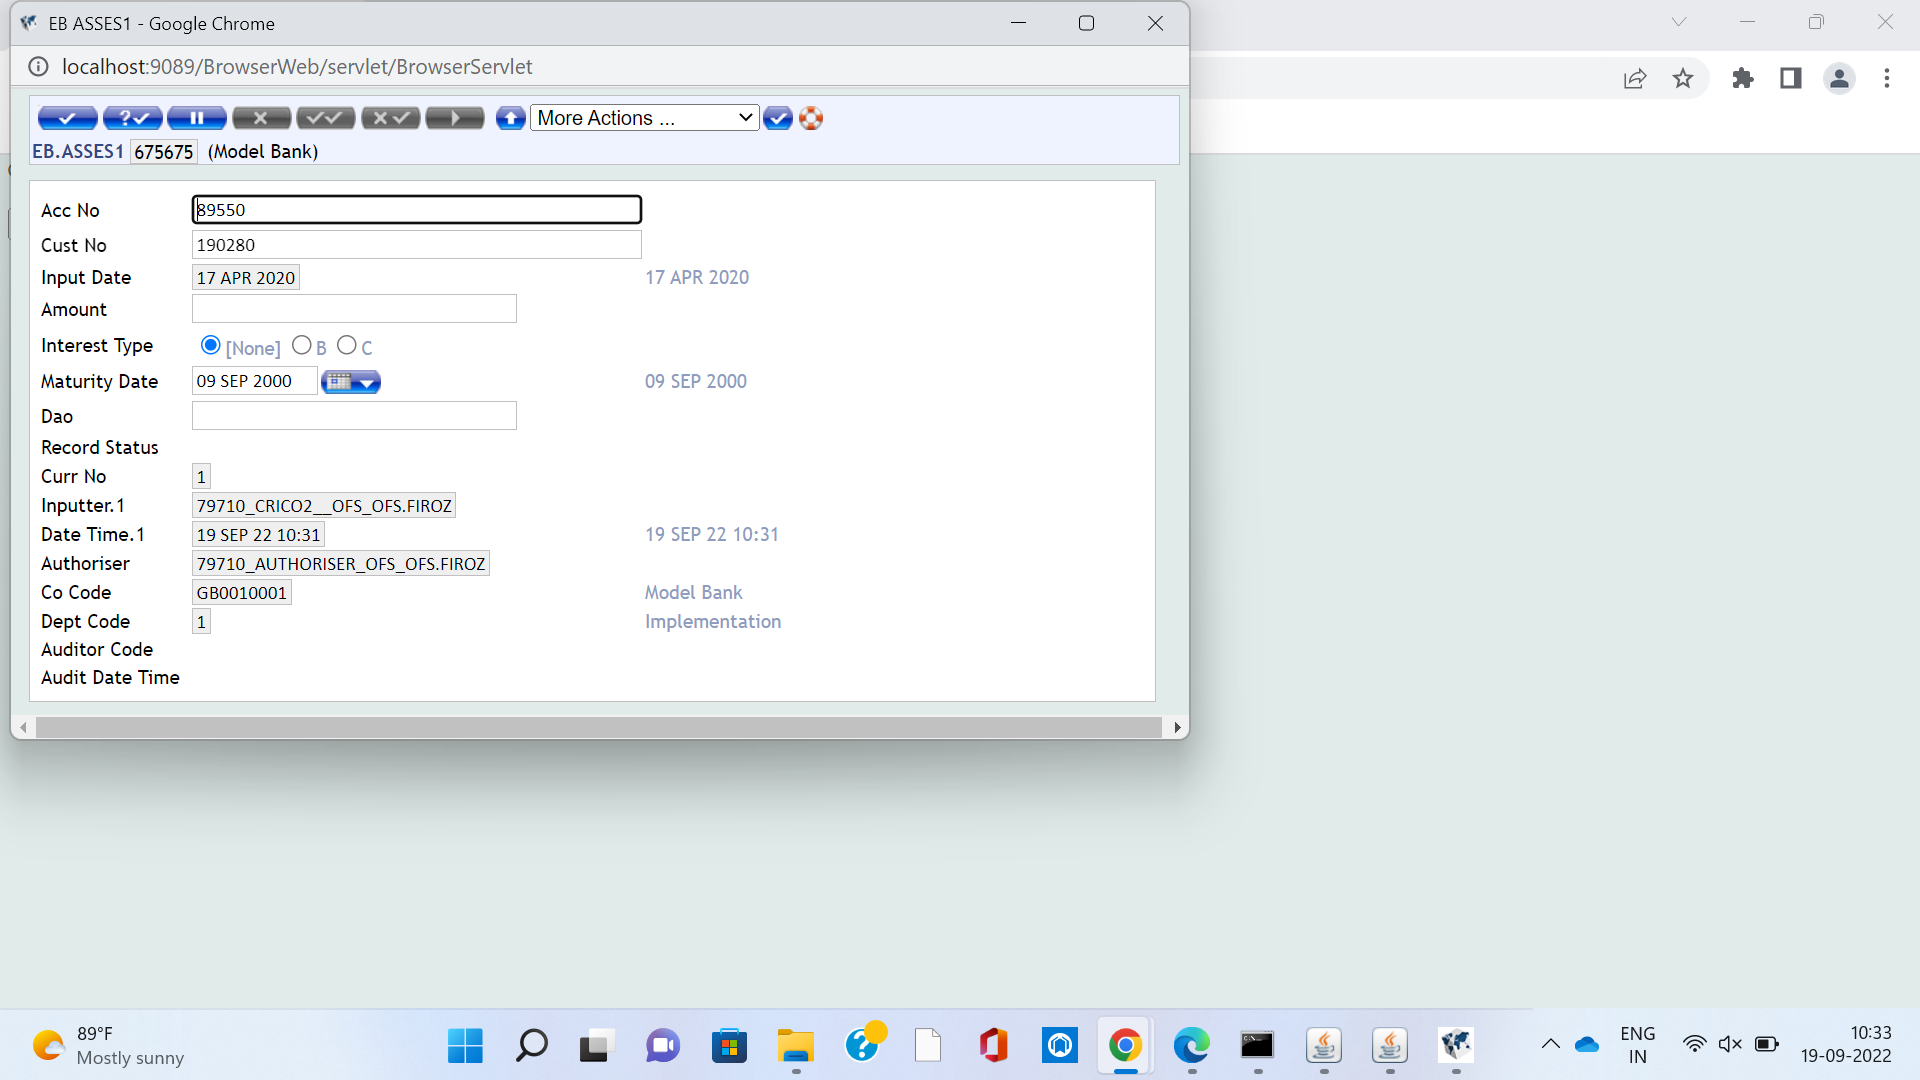 EB ASSES1 - Google Chrome
localhost:9089/BrowserWeb/servlet/BrowserServlet
More Actions ...
EB.ASSES1 675675 (Model Bank)
Acc No 89550
Cust No 190280
Input Date 17 APR 2020 17 APR 2020
Amount
Interest Type [None] B C
Maturity Date 09 SEP 2000 09 SEP 2000
Dao
Record Status
Curr No 1
Inputter.1 79710_CRICO2__OFS_OFS.FIROZ
Date Time.1 19 SEP 22 10:31 19 SEP 22 10:31
Authoriser 79710_AUTHORISER_OFS_OFS.FIROZ
Co Code GB0010001 Model Bank
Dept Code 1 Implementation
Auditor Code
Audit Date Time
89°F
Mostly sunny
ENG
IN
10:33
19-09-2022